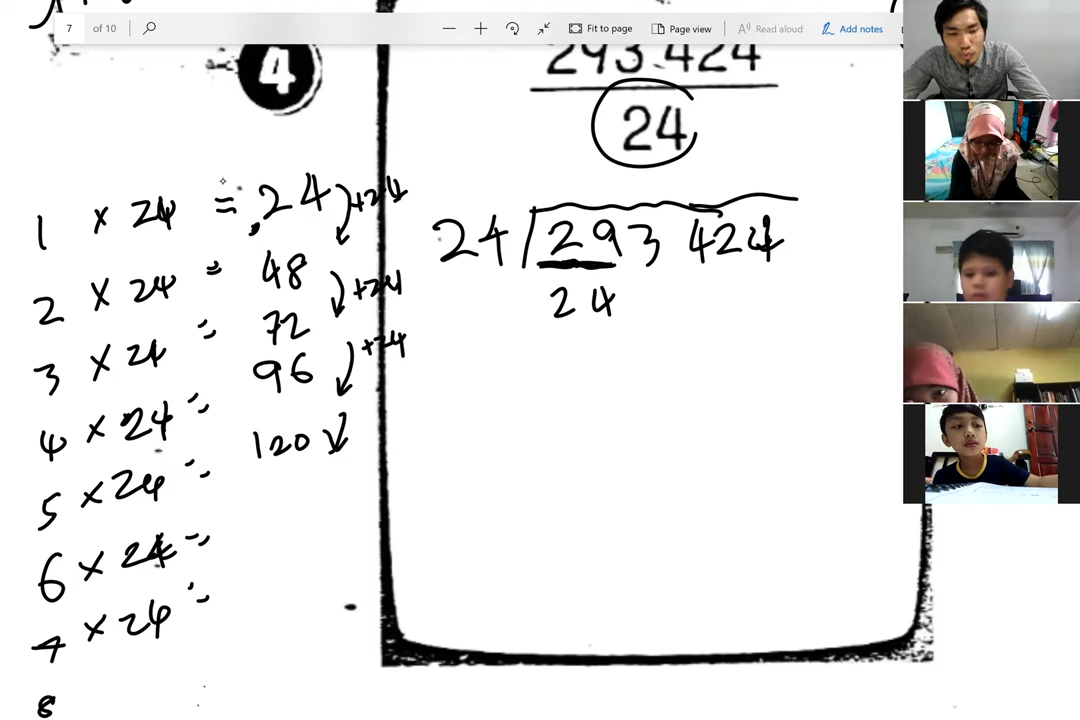 7 of 10 Fit to page Page view Read aloud Add notes
4
293 424
24
1 × 24 = 24 +24
2 × 24 = 48 +24
3 × 24 = 72 +24
4 × 24 = 96
5 × 24 = 120
6 × 24 =
7 × 24 =
8
24 293 424
24